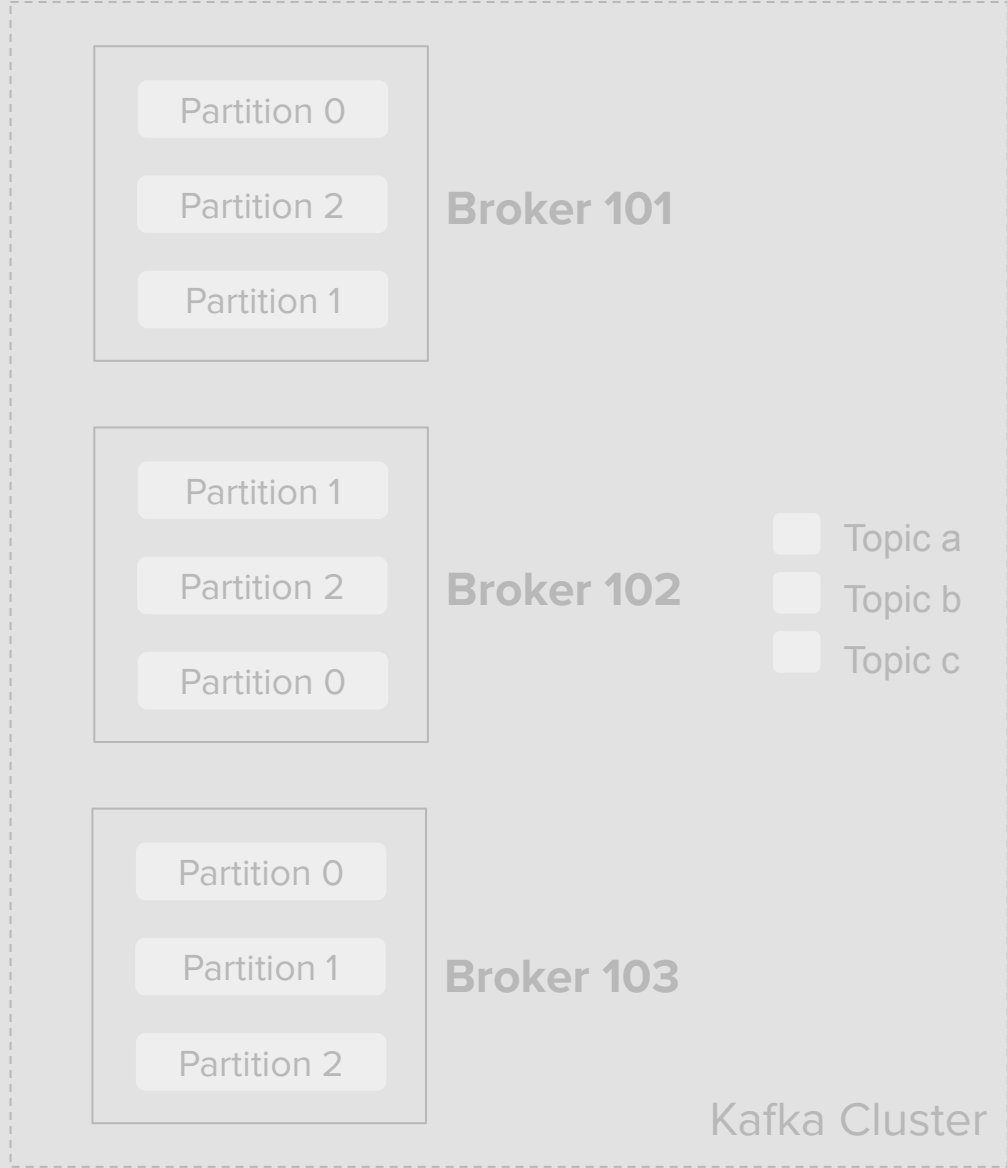 Partition 0
Partition 2
Broker 101
Partition 1
Partition 1
Partition 2
Broker 102
Partition 0
Topic a
Topic b
Topic c
Partition 0
Partition 1
Broker 103
Partition 2
Kafka Cluster